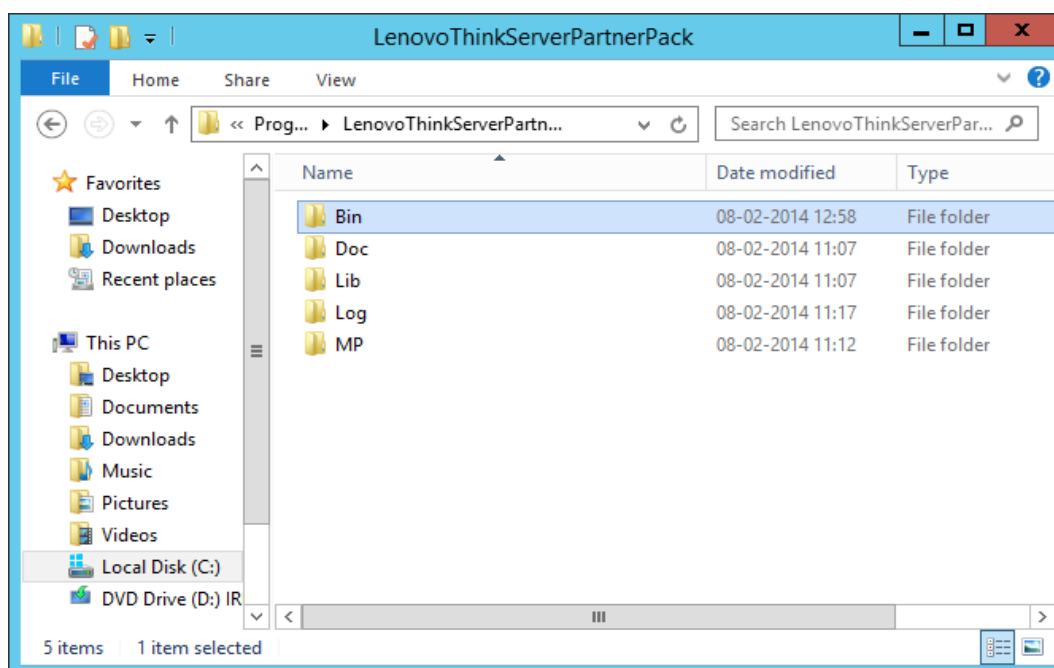 LenovoThinkServerPartnerPack
File Home Share View
« Prog... LenovoThinkServerPartn... Search LenovoThinkServerPar...
Name Date modified Type
Favorites
Desktop
Downloads
Recent places
This PC
Desktop
Documents
Downloads
Music
Pictures
Videos
Local Disk (C:)
DVD Drive (D:) IR
Bin 08-02-2014 12:58 File folder
Doc 08-02-2014 11:07 File folder
Lib 08-02-2014 11:07 File folder
Log 08-02-2014 11:17 File folder
MP 08-02-2014 11:12 File folder
5 items 1 item selected